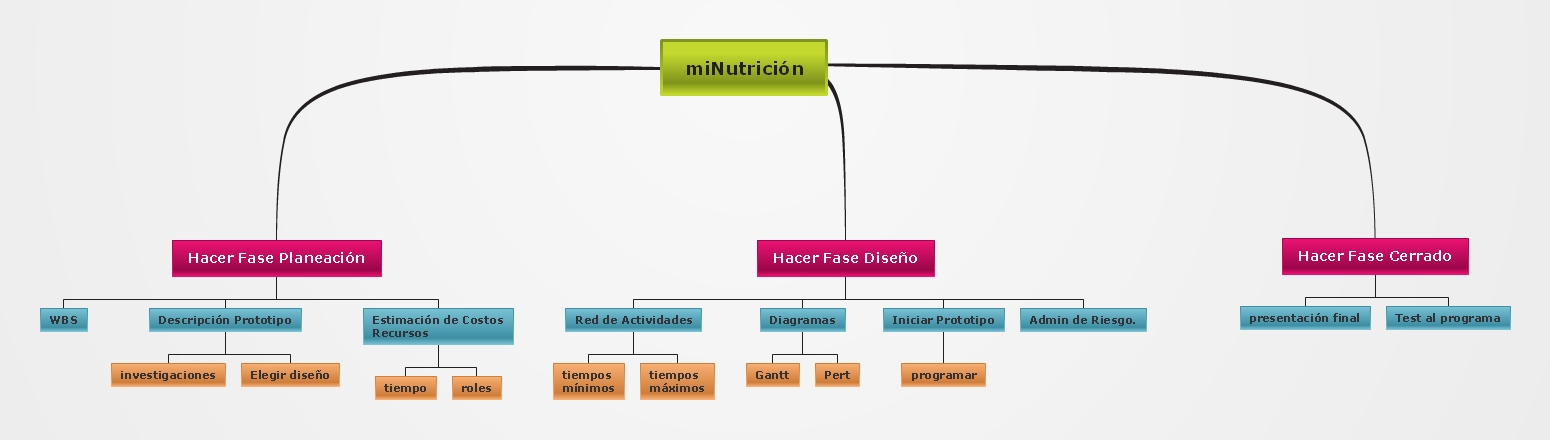 miNutrición
Hacer Fase Planeación
Hacer Fase Diseño
Hacer Fase Cerrado
WBS
Descripción Prototipo
Estimación de Costos
Recursos
Red de Actividades
Diagramas
Iniciar Prototipo
Admin de Riesgo.
presentación final
Test al programa
investigaciones
Elegir diseño
tiempo
roles
tiempos
mínimos
tiempos
máximos
Gantt
Pert
programar